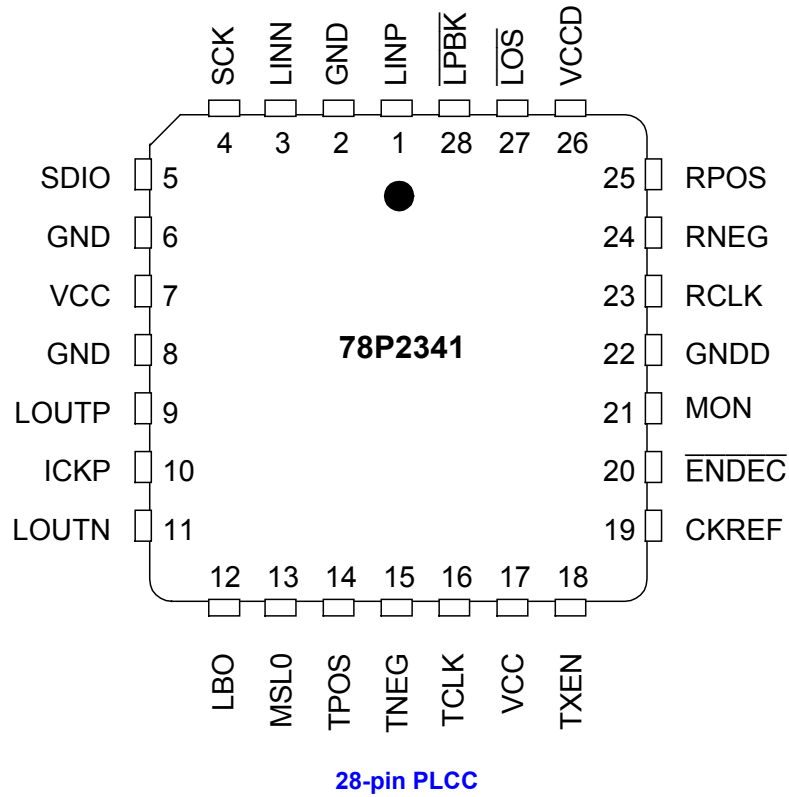 SCK LINN GND LINP LPBK LOS VCCD
4 3 2 1 28 27 26
SDIO 5 25 RPOS
GND 6 24 RNEG
VCC 7 23 RCLK
78P2341
GND 8 22 GNDD
LOUTP 9 21 MON
ICKP 10 20 ENDEC
LOUTN 11 19 CKREF
12 13 14 15 16 17 18
LBO MSL0 TPOS TNEG TCLK VCC TXEN
28-pin PLCC